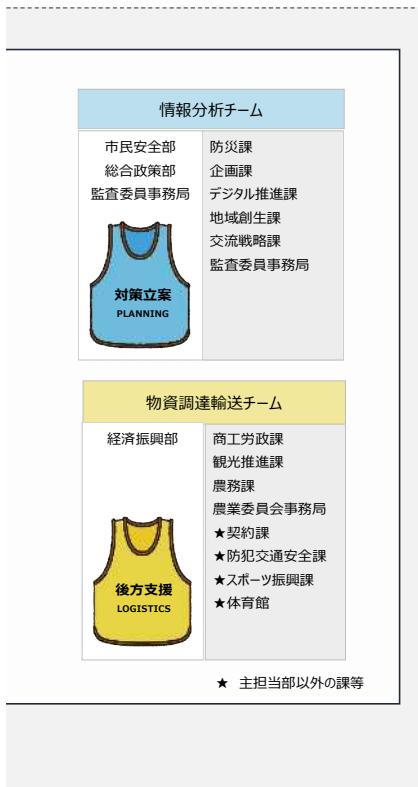 情報分析チーム
市民安全部
総合政策部
監査委員事務局
対策立案
PLANNING
防災課
企画課
デジタル推進課
地域創生課
交流戦略課
監査委員事務局
物資調達輸送チーム
経済振興部
後方支援
LOGISTICS
商工労政課
観光推進課
農務課
農業委員会事務局
★契約課
★防犯交通安全課
★スポーツ振興課
★体育館
★ 主担当部以外の課等